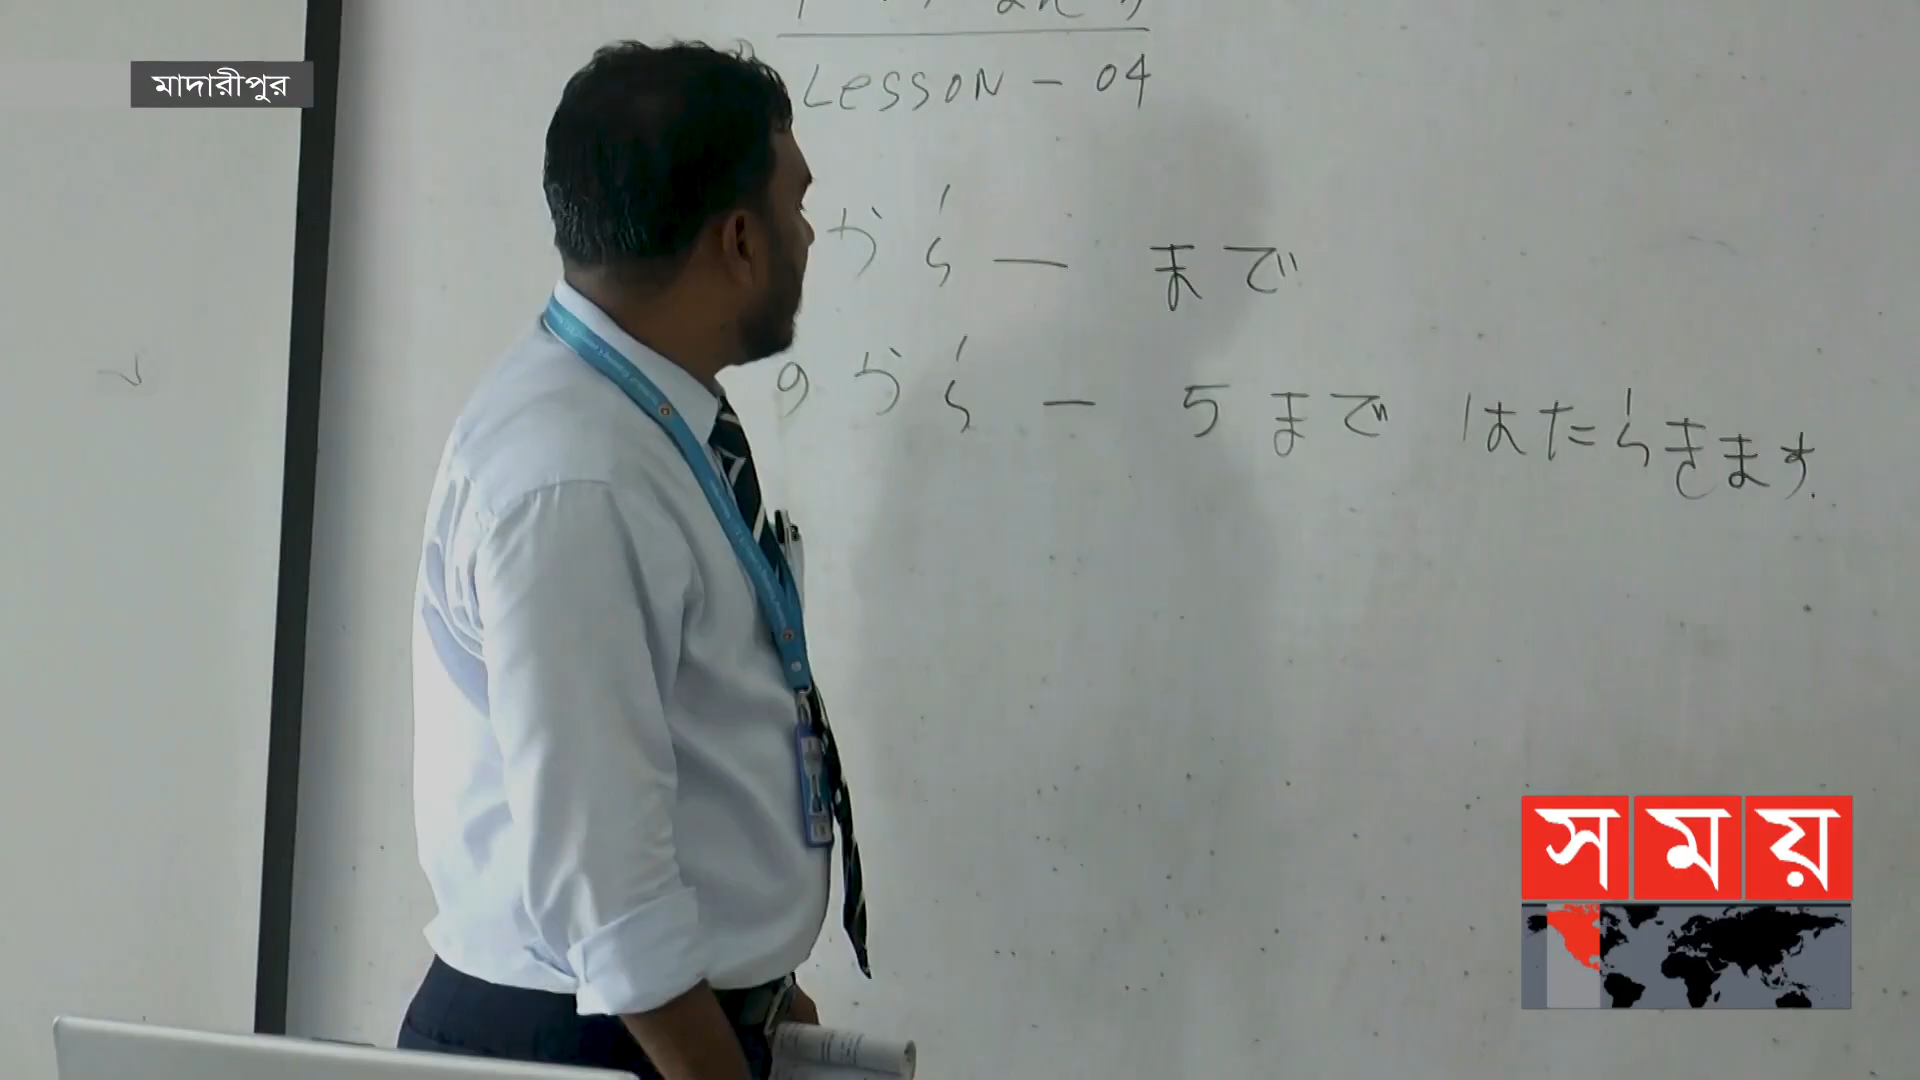 মাদারীপুর
Lesson - 04
から ー まで
9 から ー 5 まで はたらきます.
সময়